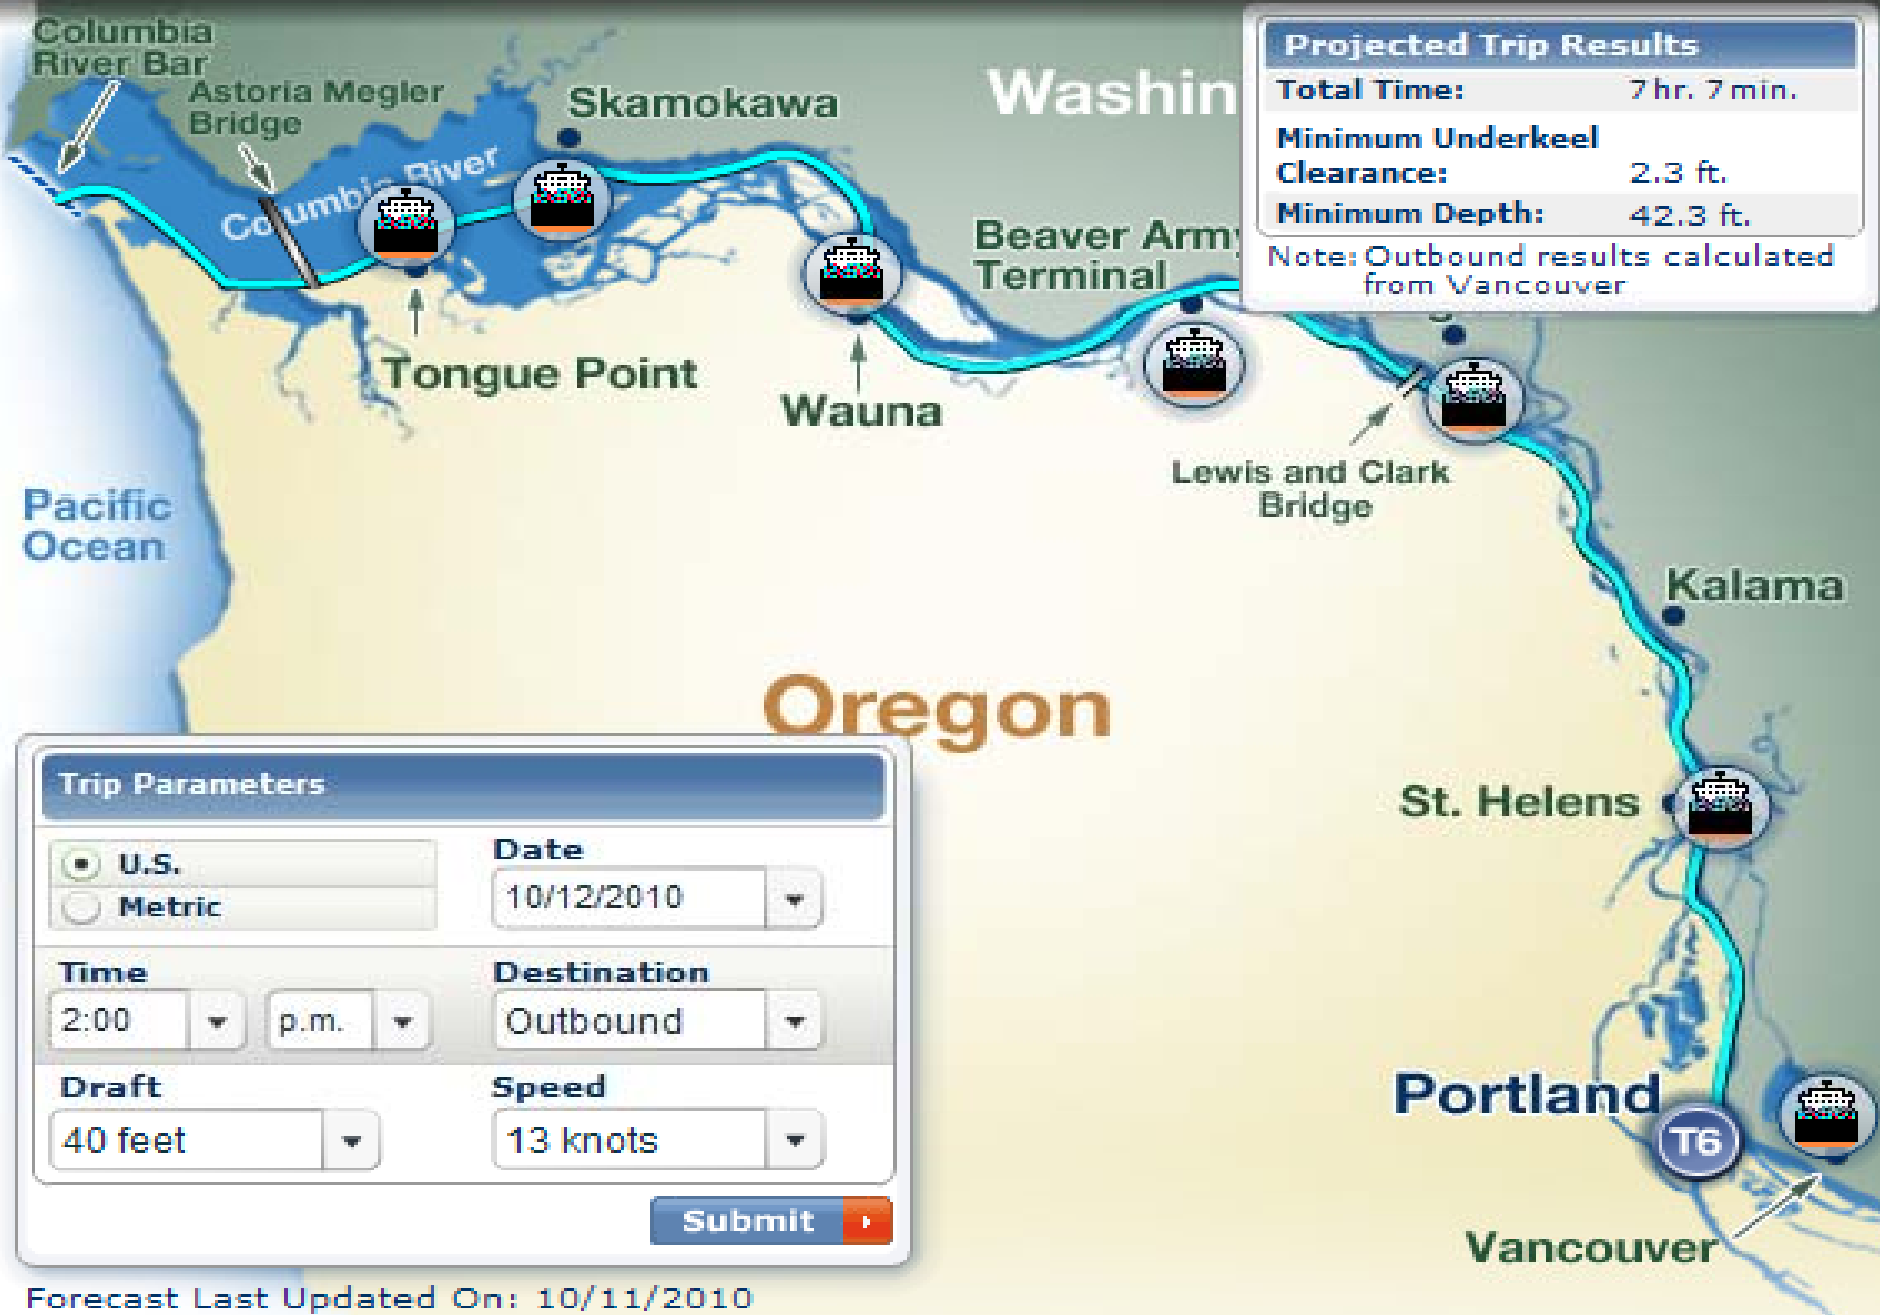 Columbia
River Bar
Astoria Megler
Bridge
Skamokawa
Washin
Columbia River
Tongue Point
Wauna
Beaver Army
Terminal
Projected Trip Results
Total Time: 7 hr. 7 min.
Minimum Underkeel
Clearance: 2.3 ft.
Minimum Depth: 42.3 ft.
Note: Outbound results calculated
from Vancouver
Lewis and Clark
Bridge
Pacific
Ocean
Kalama
Oregon
St. Helens
Portland
T6
Vancouver
Trip Parameters
U.S.
Metric
Date
10/12/2010
Time
2:00 p.m.
Destination
Outbound
Draft
40 feet
Speed
13 knots
Submit
Forecast Last Updated On: 10/11/2010